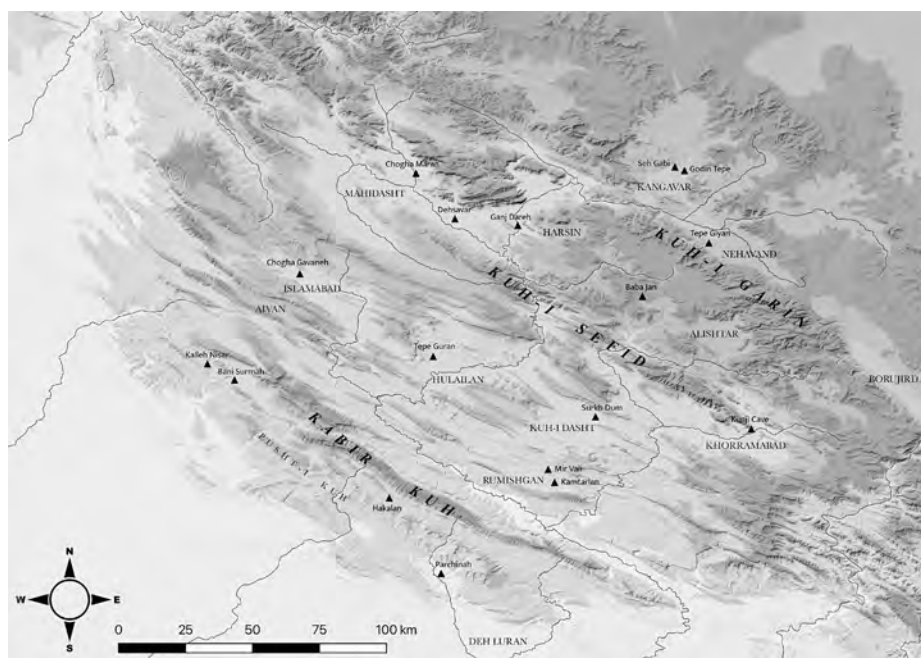 Chogha Maran
Seh Gabi
Godin Tepe
KANGAVAR
MAHIDASHT
Dehsavar
Ganj Dareh
HARSIN
Tepe Giyan
NEHAVAND
KUH-I GARIN
Chogha Gavaneh
ISLAMABAD
KUH-I SEFID
Baba Jan
AIVAN
ALISHTAR
Tepe Guran
HULAILAN
Kalleh Nisar
Bani Surmah
BORUJIRD
Surkh Dum
KUH-I DASHT
Kunji Cave
KHORRAMABAD
KABIR KUH
PUSHT-I KUH
Mir Vali
RUMISHGAN
Kamtarlan
Hakalan
Parchinah
DEH LURAN
N
W E
S
0 25 50 75 100 km